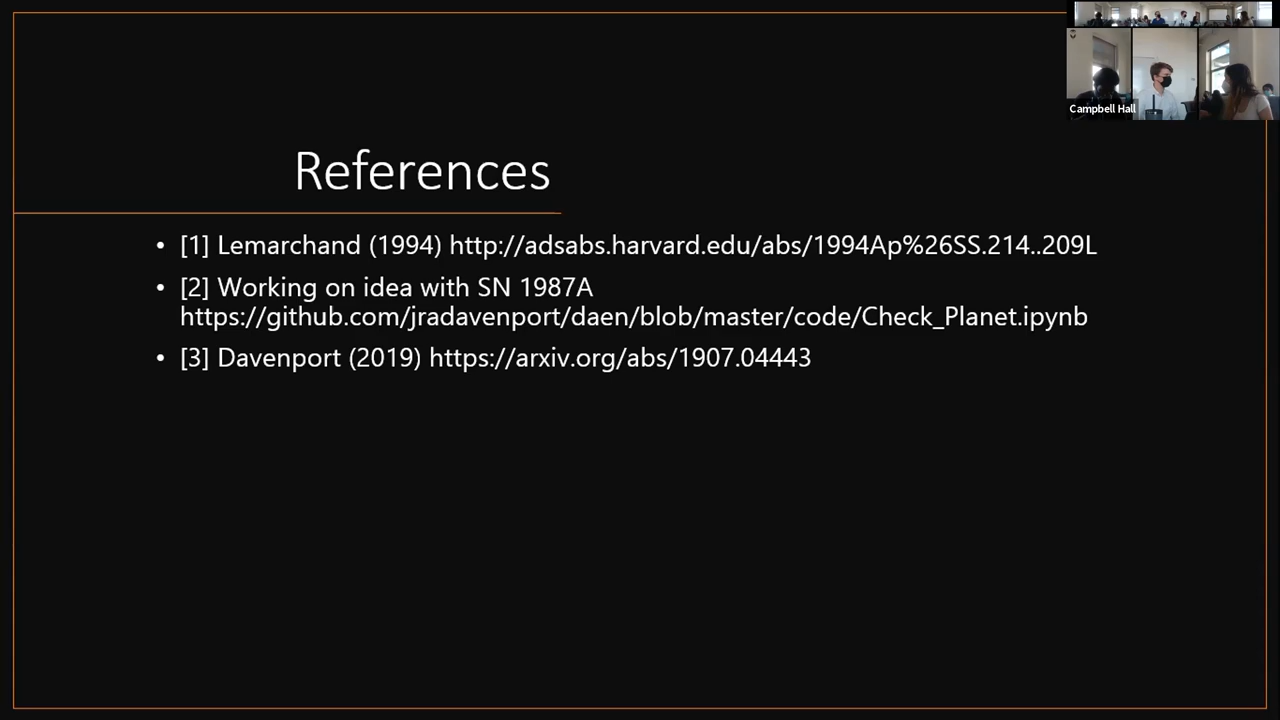 Campbell Hall
References
• [1] Lemarchand (1994) http://adsabs.harvard.edu/abs/1994Ap%26SS.214..209L
• [2] Working on idea with SN 1987A
https://github.com/jradavenport/daen/blob/master/code/Check_Planet.ipynb
• [3] Davenport (2019) https://arxiv.org/abs/1907.04443